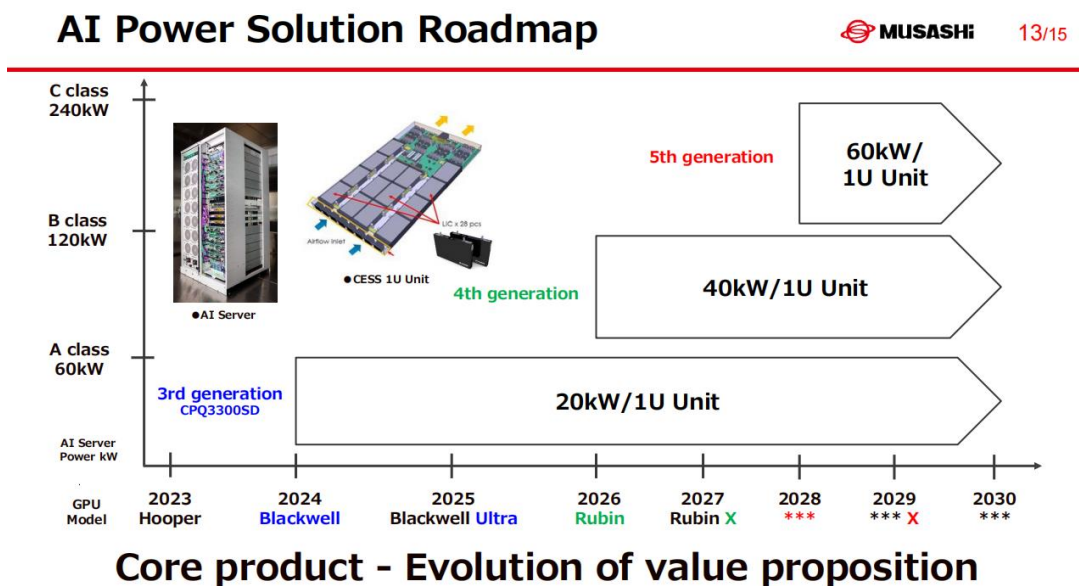 AI Power Solution Roadmap
MUSASHi
13/15
C class
240kW
B class
120kW
A class
60kW
AI Server
Power kW
5th generation
60kW/
1U Unit
4th generation
40kW/1U Unit
3rd generation
CPQ3300SD
20kW/1U Unit
●AI Server
LIC x 28 pcs
Airflow Inlet
●CESS 1U Unit
GPU
Model
2023
Hooper
2024
Blackwell
2025
Blackwell Ultra
2026
Rubin
2027
Rubin X
2028
***
2029
*** X
2030
***
Core product - Evolution of value proposition